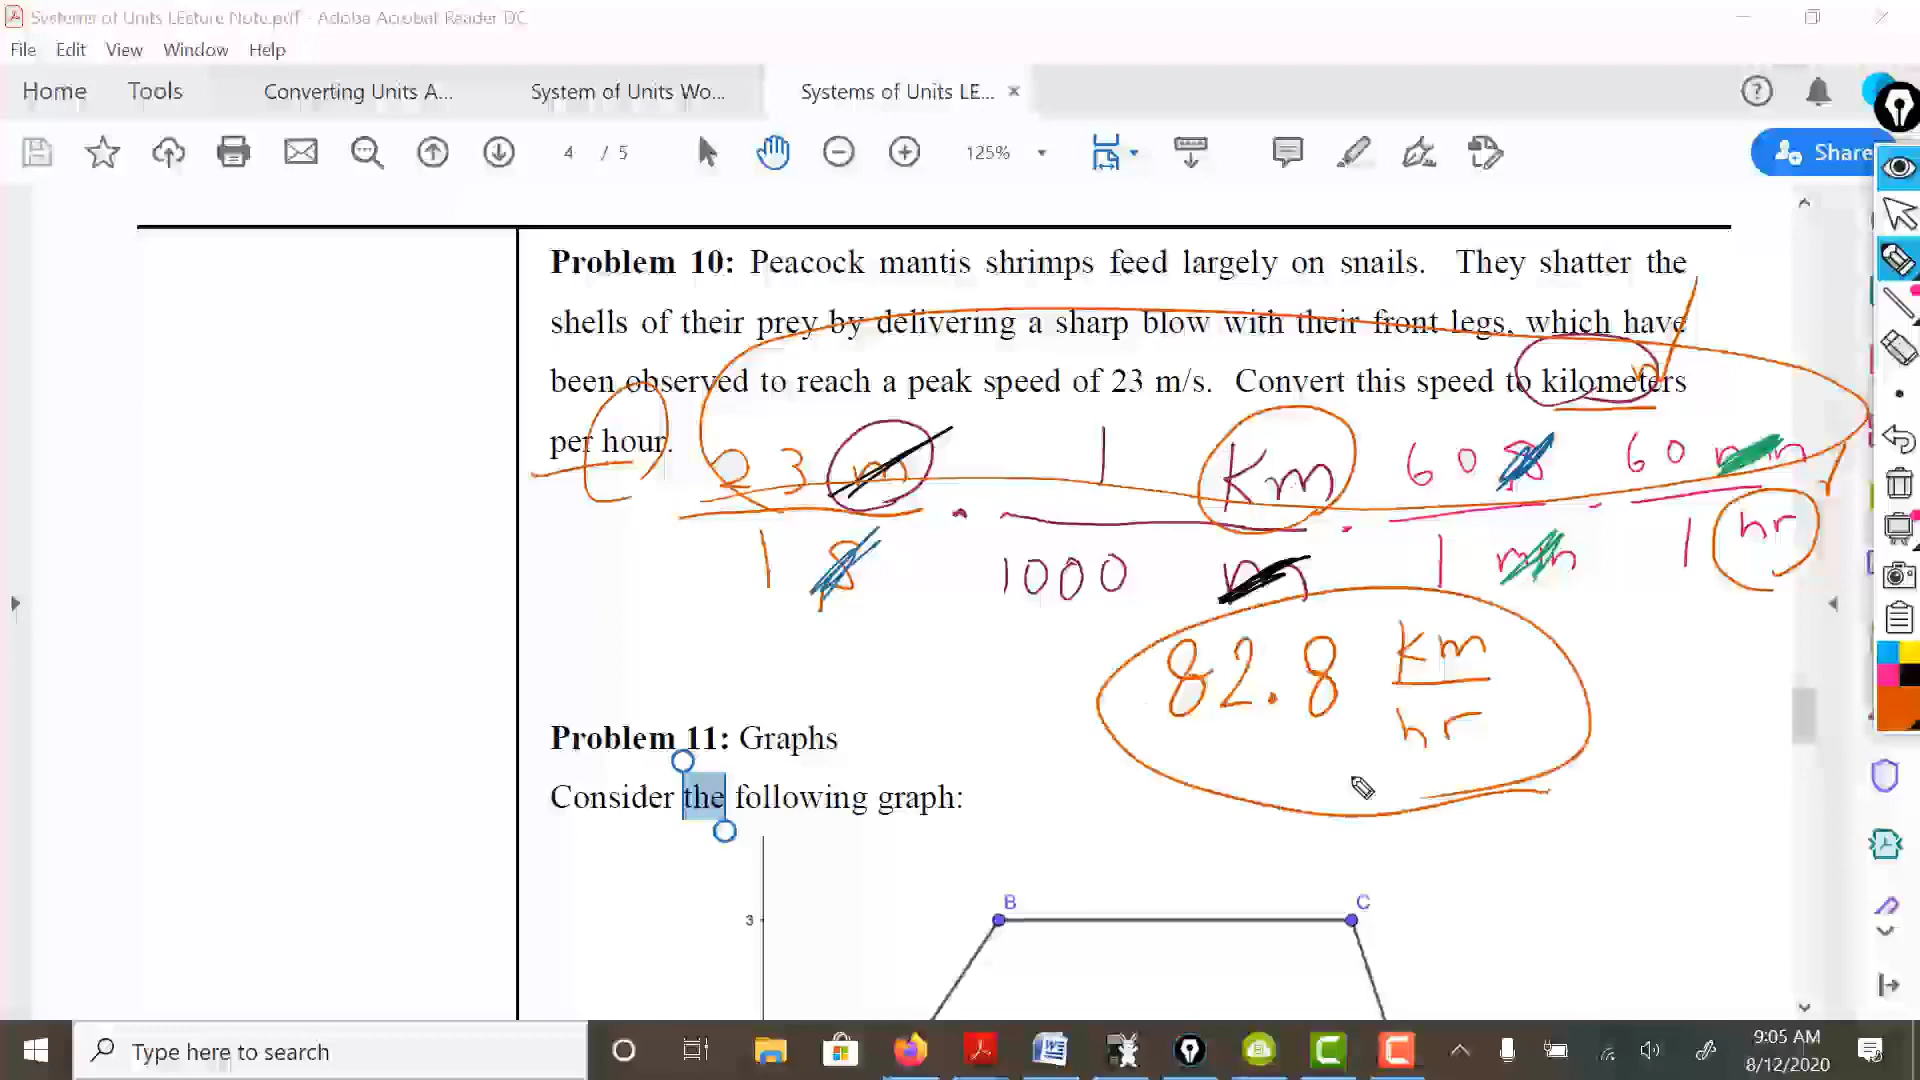 Systems of Units LEcture Note.pdf - Adobe Acrobat Reader DC
File Edit View Window Help
Home Tools Converting Units A... System of Units Wo... Systems of Units LE... ×
4 / 5 125% Share
Problem 10: Peacock mantis shrimps feed largely on snails. They shatter the
shells of their prey by delivering a sharp blow with their front legs, which have
been observed to reach a peak speed of 23 m/s. Convert this speed to kilometers
per hour.
23 m 1 Km 60 s 60 min
1 s 1000 m 1 min 1 hr
82.8 Km
hr
Problem 11: Graphs
Consider the following graph:
B C
3
Type here to search
9:05 AM
8/12/2020